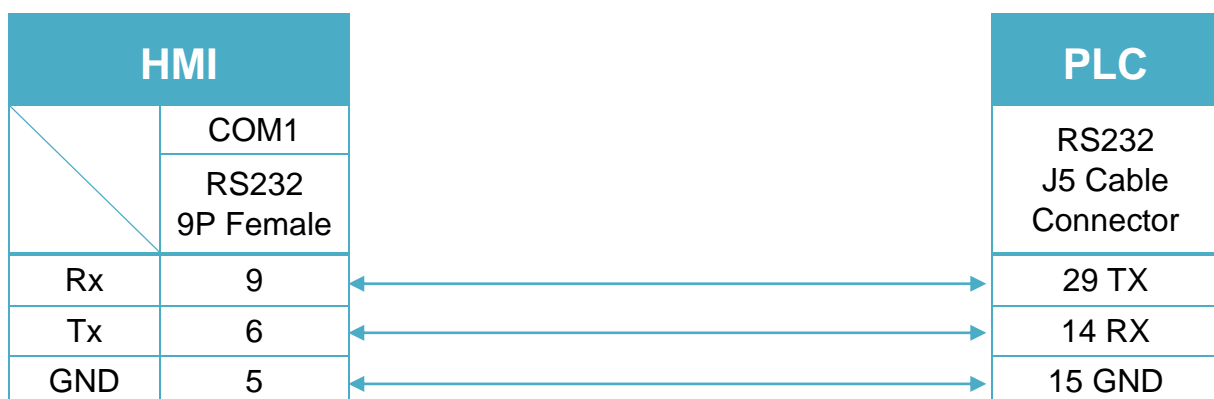 HMI
PLC
COM1
RS232
9P Female
RS232
J5 Cable
Connector
Rx 9 29 TX
Tx 6 14 RX
GND 5 15 GND